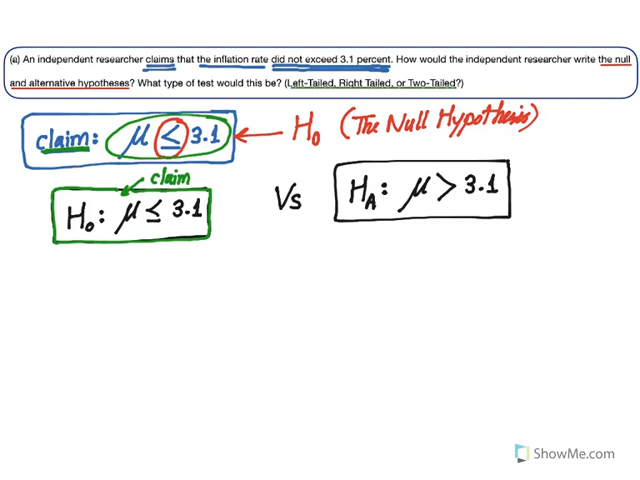 (a) An independent researcher claims that the inflation rate did not exceed 3.1 percent. How would the independent researcher write the null
and alternative hypotheses? What type of test would this be? (Left-Tailed, Right Tailed, or Two-Tailed?)
claim: μ ≤ 3.1 ← H₀ (The Null Hypothesis)
claim
H₀: μ ≤ 3.1 Vs H_A: μ > 3.1
ShowMe.com